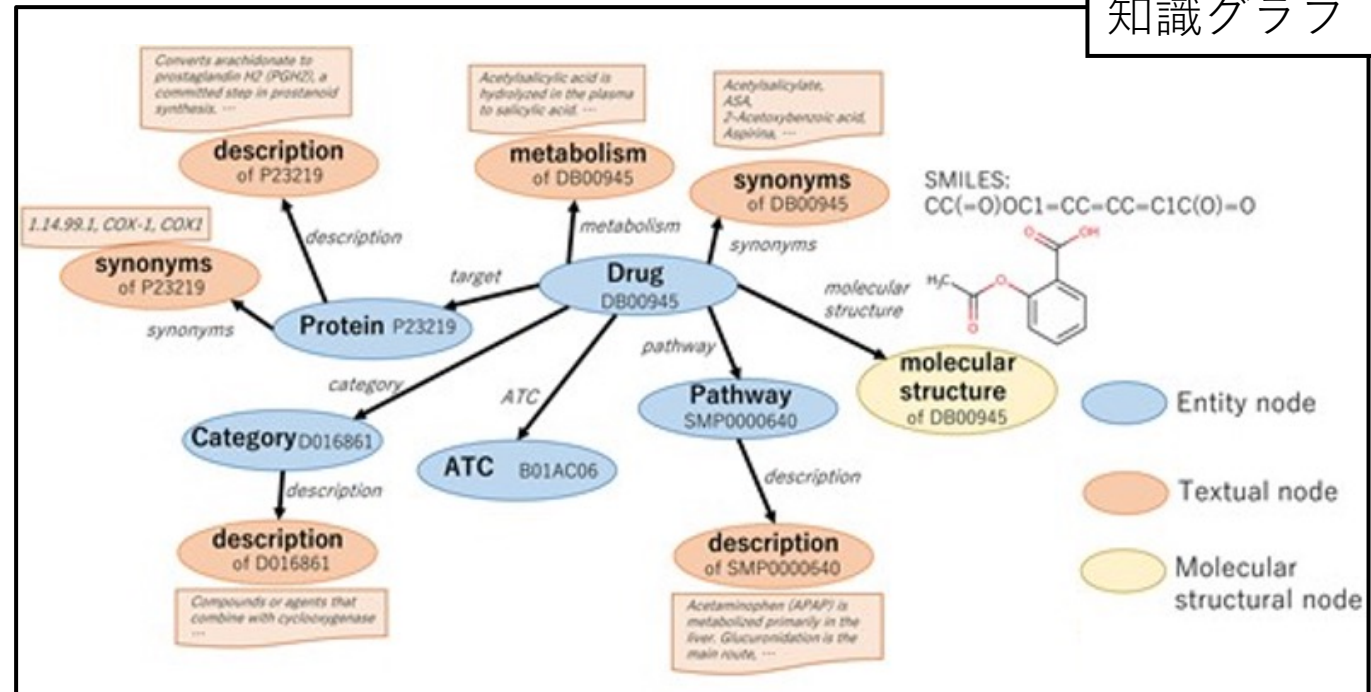 知識グラフ
Converts arachidonate to
prostaglandin H2 (PGH2), a
committed step in prostanoid
synthesis. ⋯
description
of P23219
Acetylsalicylic acid is
hydrolyzed in the plasma
to salicylic acid. ⋯
metabolism
of DB00945
Acetylsalicylate,
ASA,
2-Acetoxybenzoic acid,
Aspirina, ⋯
synonyms
of DB00945
SMILES:
CC(=O)OC1=CC=CC=C1C(O)=O
1.14.99.1, COX-1, COX1
synonyms
of P23219
description
metabolism
synonyms
target
Drug
DB00945
molecular
structure
H₃C
O
O
O
OH
synonyms
Protein P23219
category
ATC
pathway
molecular
structure
of DB00945
Category D016861
ATC B01AC06
Pathway
SMP0000640
Entity node
description
description
Textual node
description
of D016861
description
of SMP0000640
Molecular
structural node
Compounds or agents that
combine with cyclooxygenase
⋯
Acetaminophen (APAP) is
metabolized primarily in the
liver. Glucuronidation is the
main route, ⋯